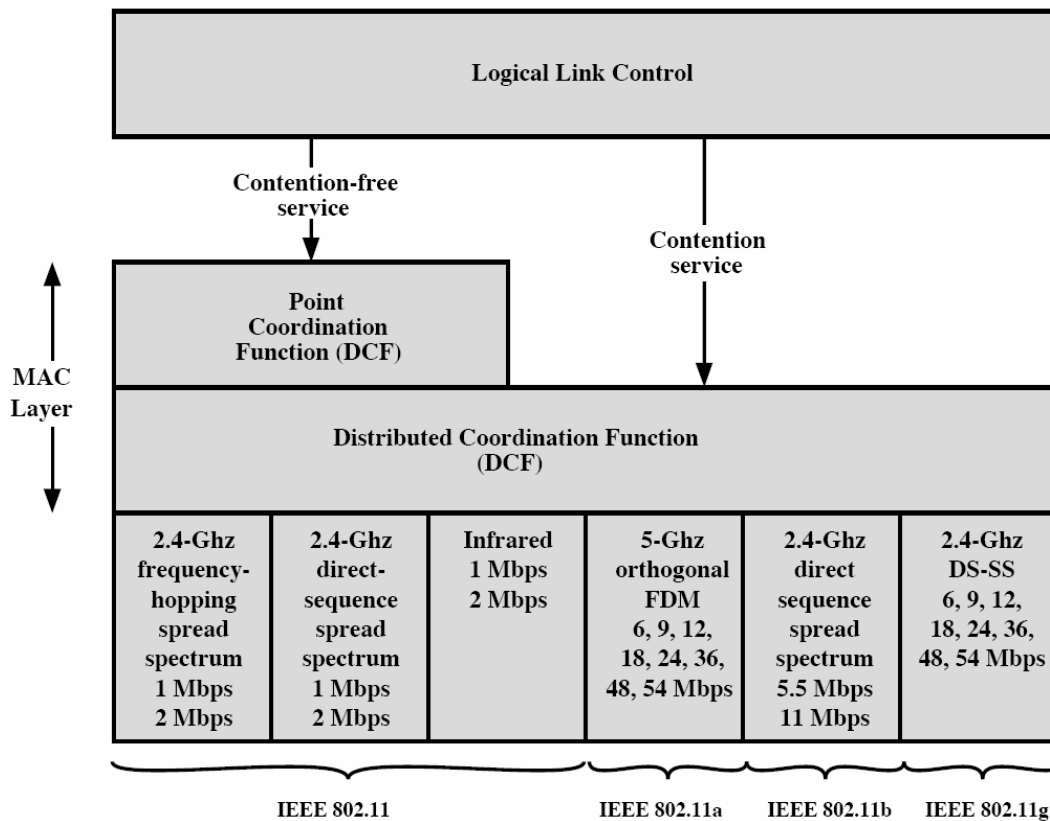 Logical Link Control
Contention-free
service
Contention
service
Point
Coordination
Function (DCF)
MAC
Layer
Distributed Coordination Function
(DCF)
2.4-Ghz
frequency-
hopping
spread
spectrum
1 Mbps
2 Mbps
2.4-Ghz
direct-
sequence
spread
spectrum
1 Mbps
2 Mbps
Infrared
1 Mbps
2 Mbps
5-Ghz
orthogonal
FDM
6, 9, 12,
18, 24, 36,
48, 54 Mbps
2.4-Ghz
direct
sequence
spread
spectrum
5.5 Mbps
11 Mbps
2.4-Ghz
DS-SS
6, 9, 12,
18, 24, 36,
48, 54 Mbps
IEEE 802.11
IEEE 802.11a
IEEE 802.11b
IEEE 802.11g